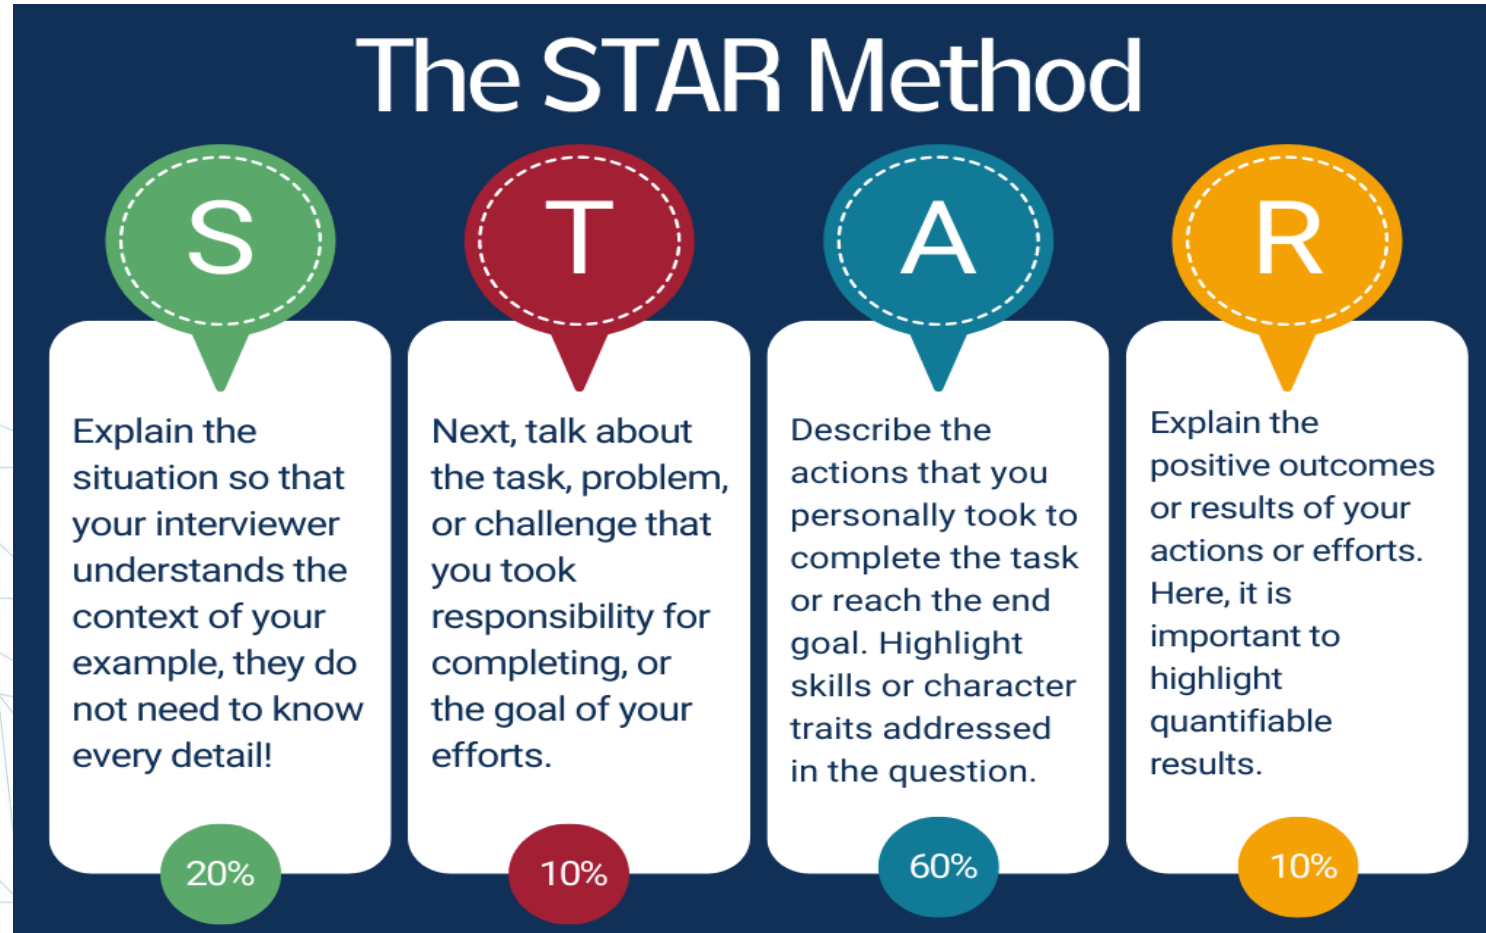 The STAR Method
S
Explain the
situation so that
your interviewer
understands the
context of your
example, they do
not need to know
every detail!
20%
T
Next, talk about
the task, problem,
or challenge that
you took
responsibility for
completing, or
the goal of your
efforts.
10%
A
Describe the
actions that you
personally took to
complete the task
or reach the end
goal. Highlight
skills or character
traits addressed
in the question.
60%
R
Explain the
positive outcomes
or results of your
actions or efforts.
Here, it is
important to
highlight
quantifiable
results.
10%